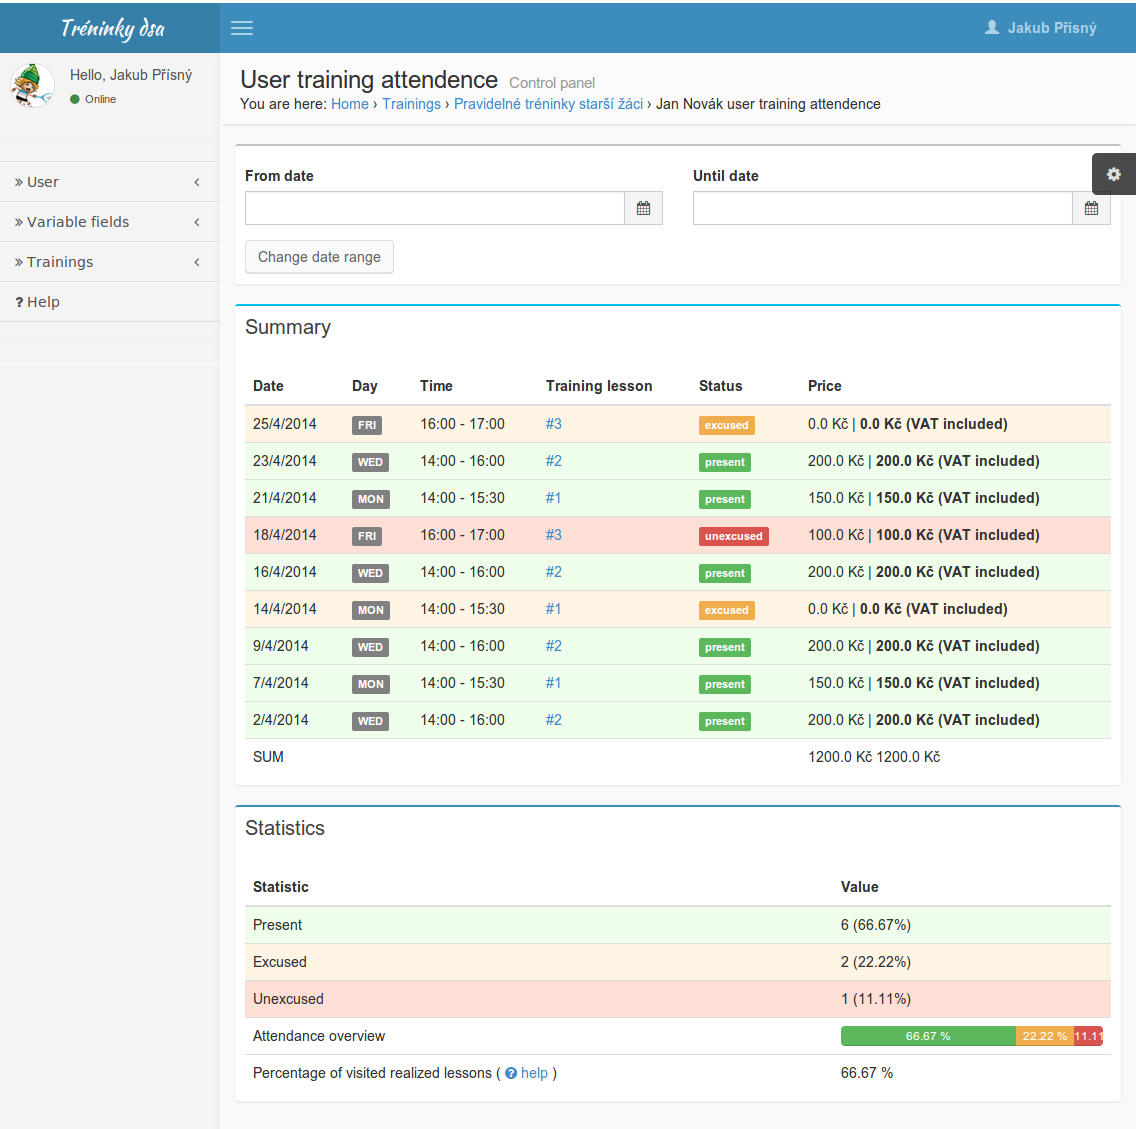 Tréninky dsa
Jakub Přísný
Hello, Jakub Přísný
Online
User training attendence Control panel
You are here: Home › Trainings › Pravidelné tréninky starší žáci › Jan Novák user training attendence
» User
» Variable fields
» Trainings
? Help
From date Until date
Change date range
Summary
Date Day Time Training lesson Status Price
25/4/2014 FRI 16:00 - 17:00 #3 excused 0.0 Kč | 0.0 Kč (VAT included)
23/4/2014 WED 14:00 - 16:00 #2 present 200.0 Kč | 200.0 Kč (VAT included)
21/4/2014 MON 14:00 - 15:30 #1 present 150.0 Kč | 150.0 Kč (VAT included)
18/4/2014 FRI 16:00 - 17:00 #3 unexcused 100.0 Kč | 100.0 Kč (VAT included)
16/4/2014 WED 14:00 - 16:00 #2 present 200.0 Kč | 200.0 Kč (VAT included)
14/4/2014 MON 14:00 - 15:30 #1 excused 0.0 Kč | 0.0 Kč (VAT included)
9/4/2014 WED 14:00 - 16:00 #2 present 200.0 Kč | 200.0 Kč (VAT included)
7/4/2014 MON 14:00 - 15:30 #1 present 150.0 Kč | 150.0 Kč (VAT included)
2/4/2014 WED 14:00 - 16:00 #2 present 200.0 Kč | 200.0 Kč (VAT included)
SUM 1200.0 Kč 1200.0 Kč
Statistics
Statistic Value
Present 6 (66.67%)
Excused 2 (22.22%)
Unexcused 1 (11.11%)
Attendance overview 66.67 % 22.22 % 11.11
Percentage of visited realized lessons ( ? help ) 66.67 %